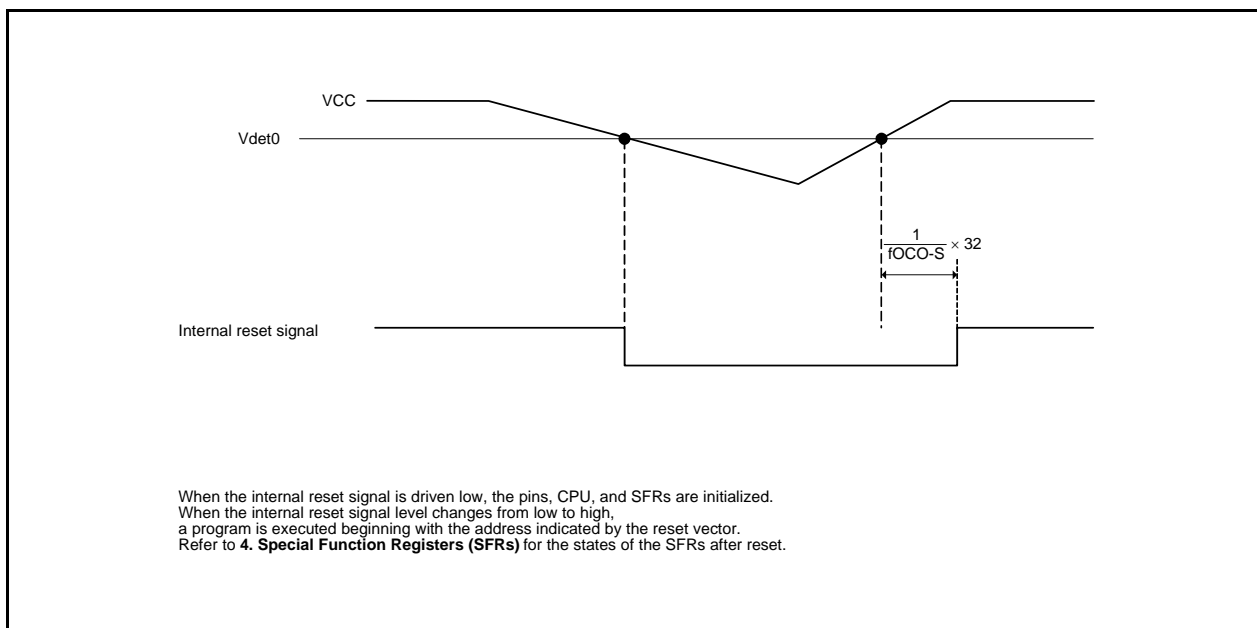 VCC
Vdet0
1
fOCO-S × 32
Internal reset signal
When the internal reset signal is driven low, the pins, CPU, and SFRs are initialized.
When the internal reset signal level changes from low to high,
a program is executed beginning with the address indicated by the reset vector.
Refer to 4. Special Function Registers (SFRs) for the states of the SFRs after reset.